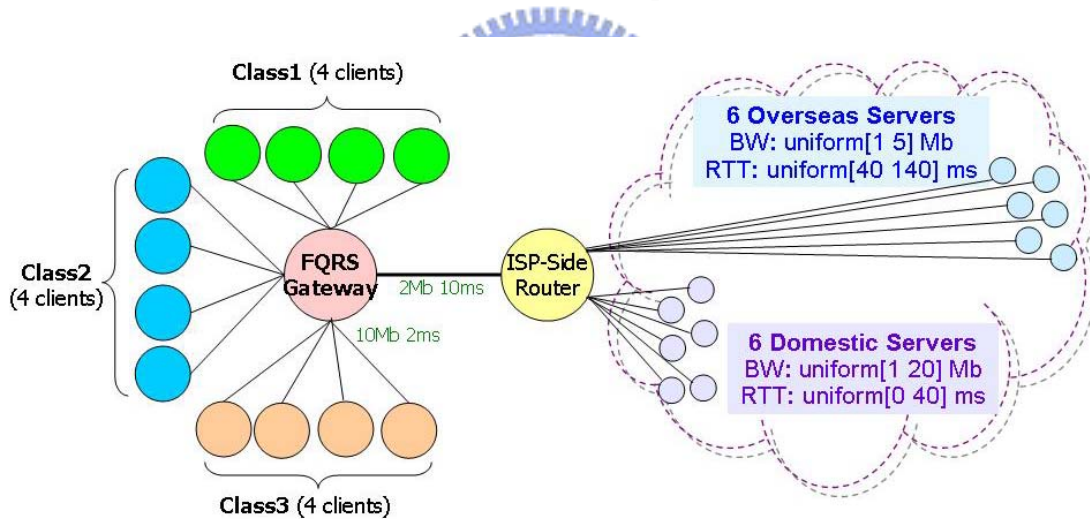 Class1 (4 clients)
6 Overseas Servers
BW: uniform[1 5] Mb
RTT: uniform[40 140] ms
Class2
(4 clients)
FQRS
Gateway
2Mb 10ms
ISP-Side
Router
10Mb 2ms
6 Domestic Servers
BW: uniform[1 20] Mb
RTT: uniform[0 40] ms
Class3 (4 clients)